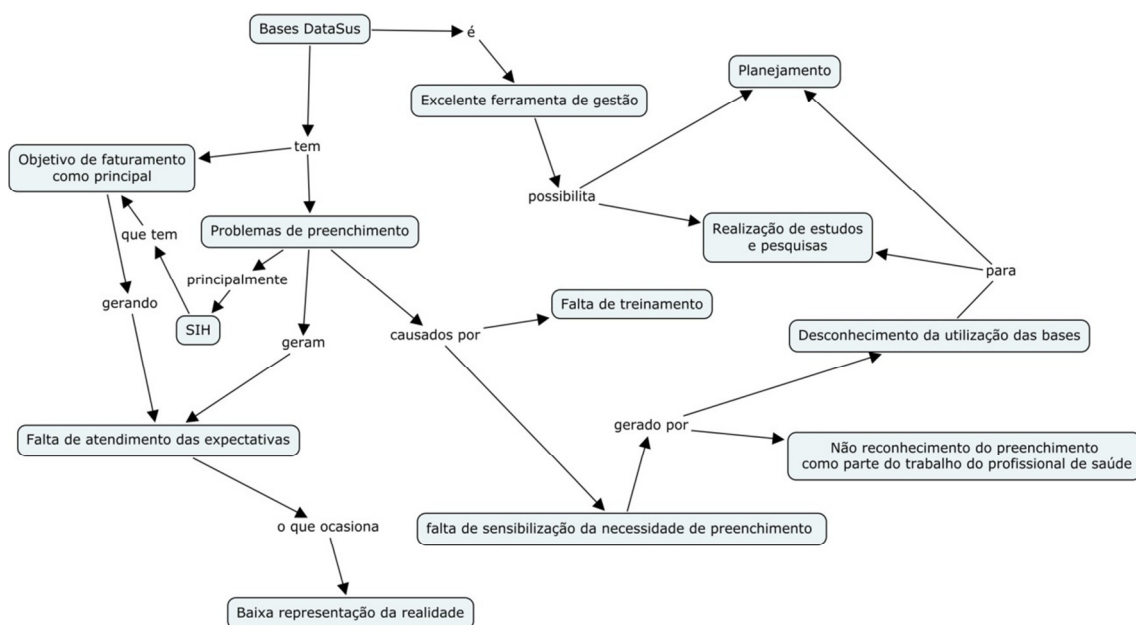 Bases DataSus
é
Planejamento
Excelente ferramenta de gestão
tem
Objetivo de faturamento
como principal
possibilita
Problemas de preenchimento
que tem
Realização de estudos
e pesquisas
principalmente
para
gerando
Falta de treinamento
SIH
causados por
Desconhecimento da utilização das bases
geram
gerado por
Falta de atendimento das expectativas
Não reconhecimento do preenchimento
como parte do trabalho do profissional de saúde
o que ocasiona
falta de sensibilização da necessidade de preenchimento
Baixa representação da realidade